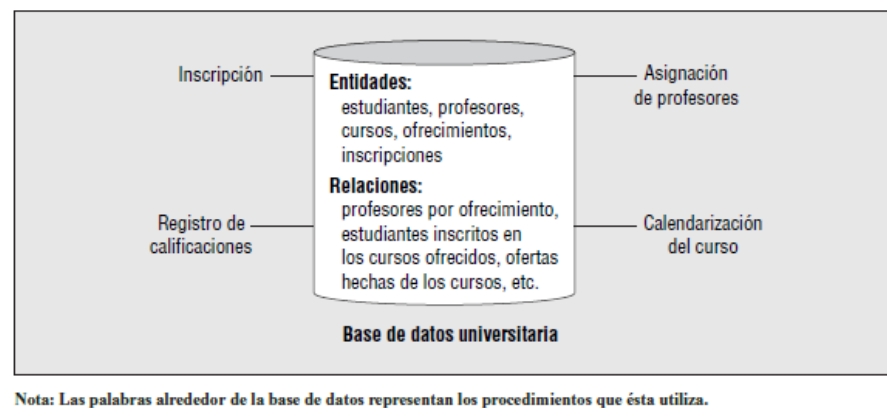 Inscripción
Asignación
de profesores
Entidades:
estudiantes, profesores,
cursos, ofrecimientos,
inscripciones
Relaciones:
profesores por ofrecimiento,
estudiantes inscritos en
los cursos ofrecidos, ofertas
hechas de los cursos, etc.
Registro de
calificaciones
Calendarización
del curso
Base de datos universitaria
Nota: Las palabras alrededor de la base de datos representan los procedimientos que ésta utiliza.